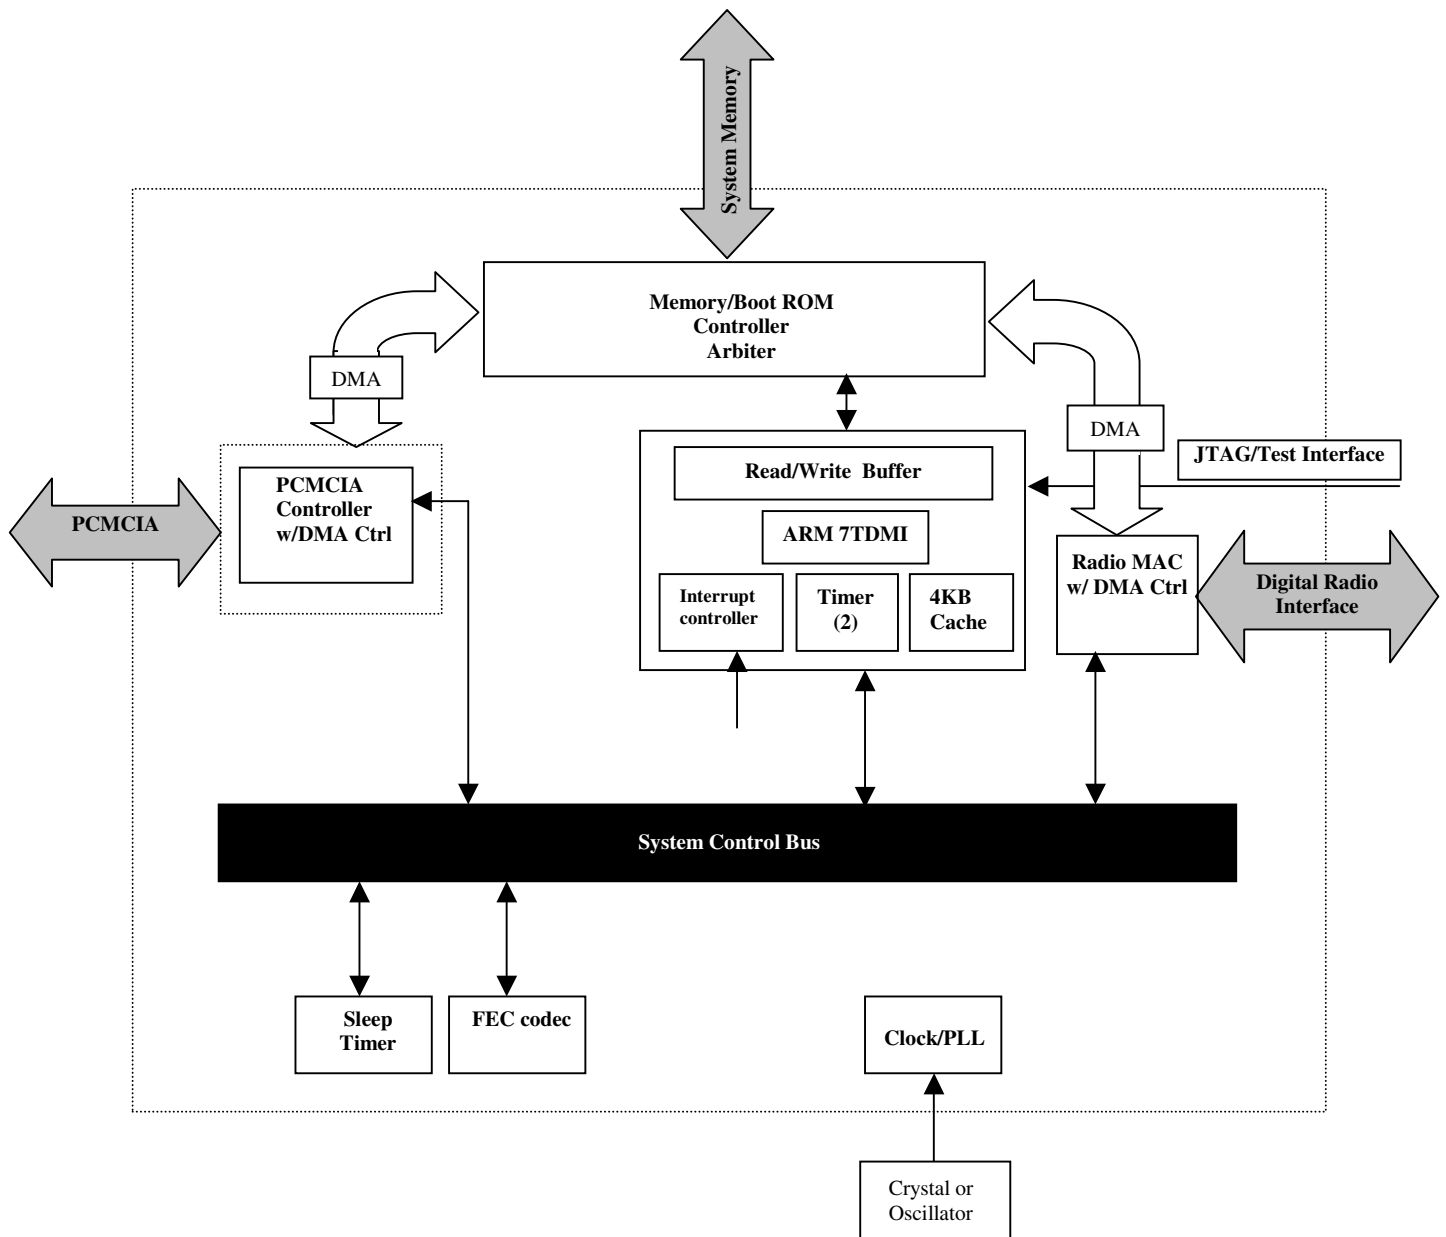 System Memory
Memory/Boot ROM
Controller
Arbiter
DMA
DMA
JTAG/Test Interface
Read/Write Buffer
PCMCIA
Controller
w/DMA Ctrl
PCMCIA
ARM 7TDMI
Radio MAC
w/ DMA Ctrl
Digital Radio
Interface
Interrupt
controller
Timer
(2)
4KB
Cache
System Control Bus
Sleep
Timer
FEC codec
Clock/PLL
Crystal or
Oscillator